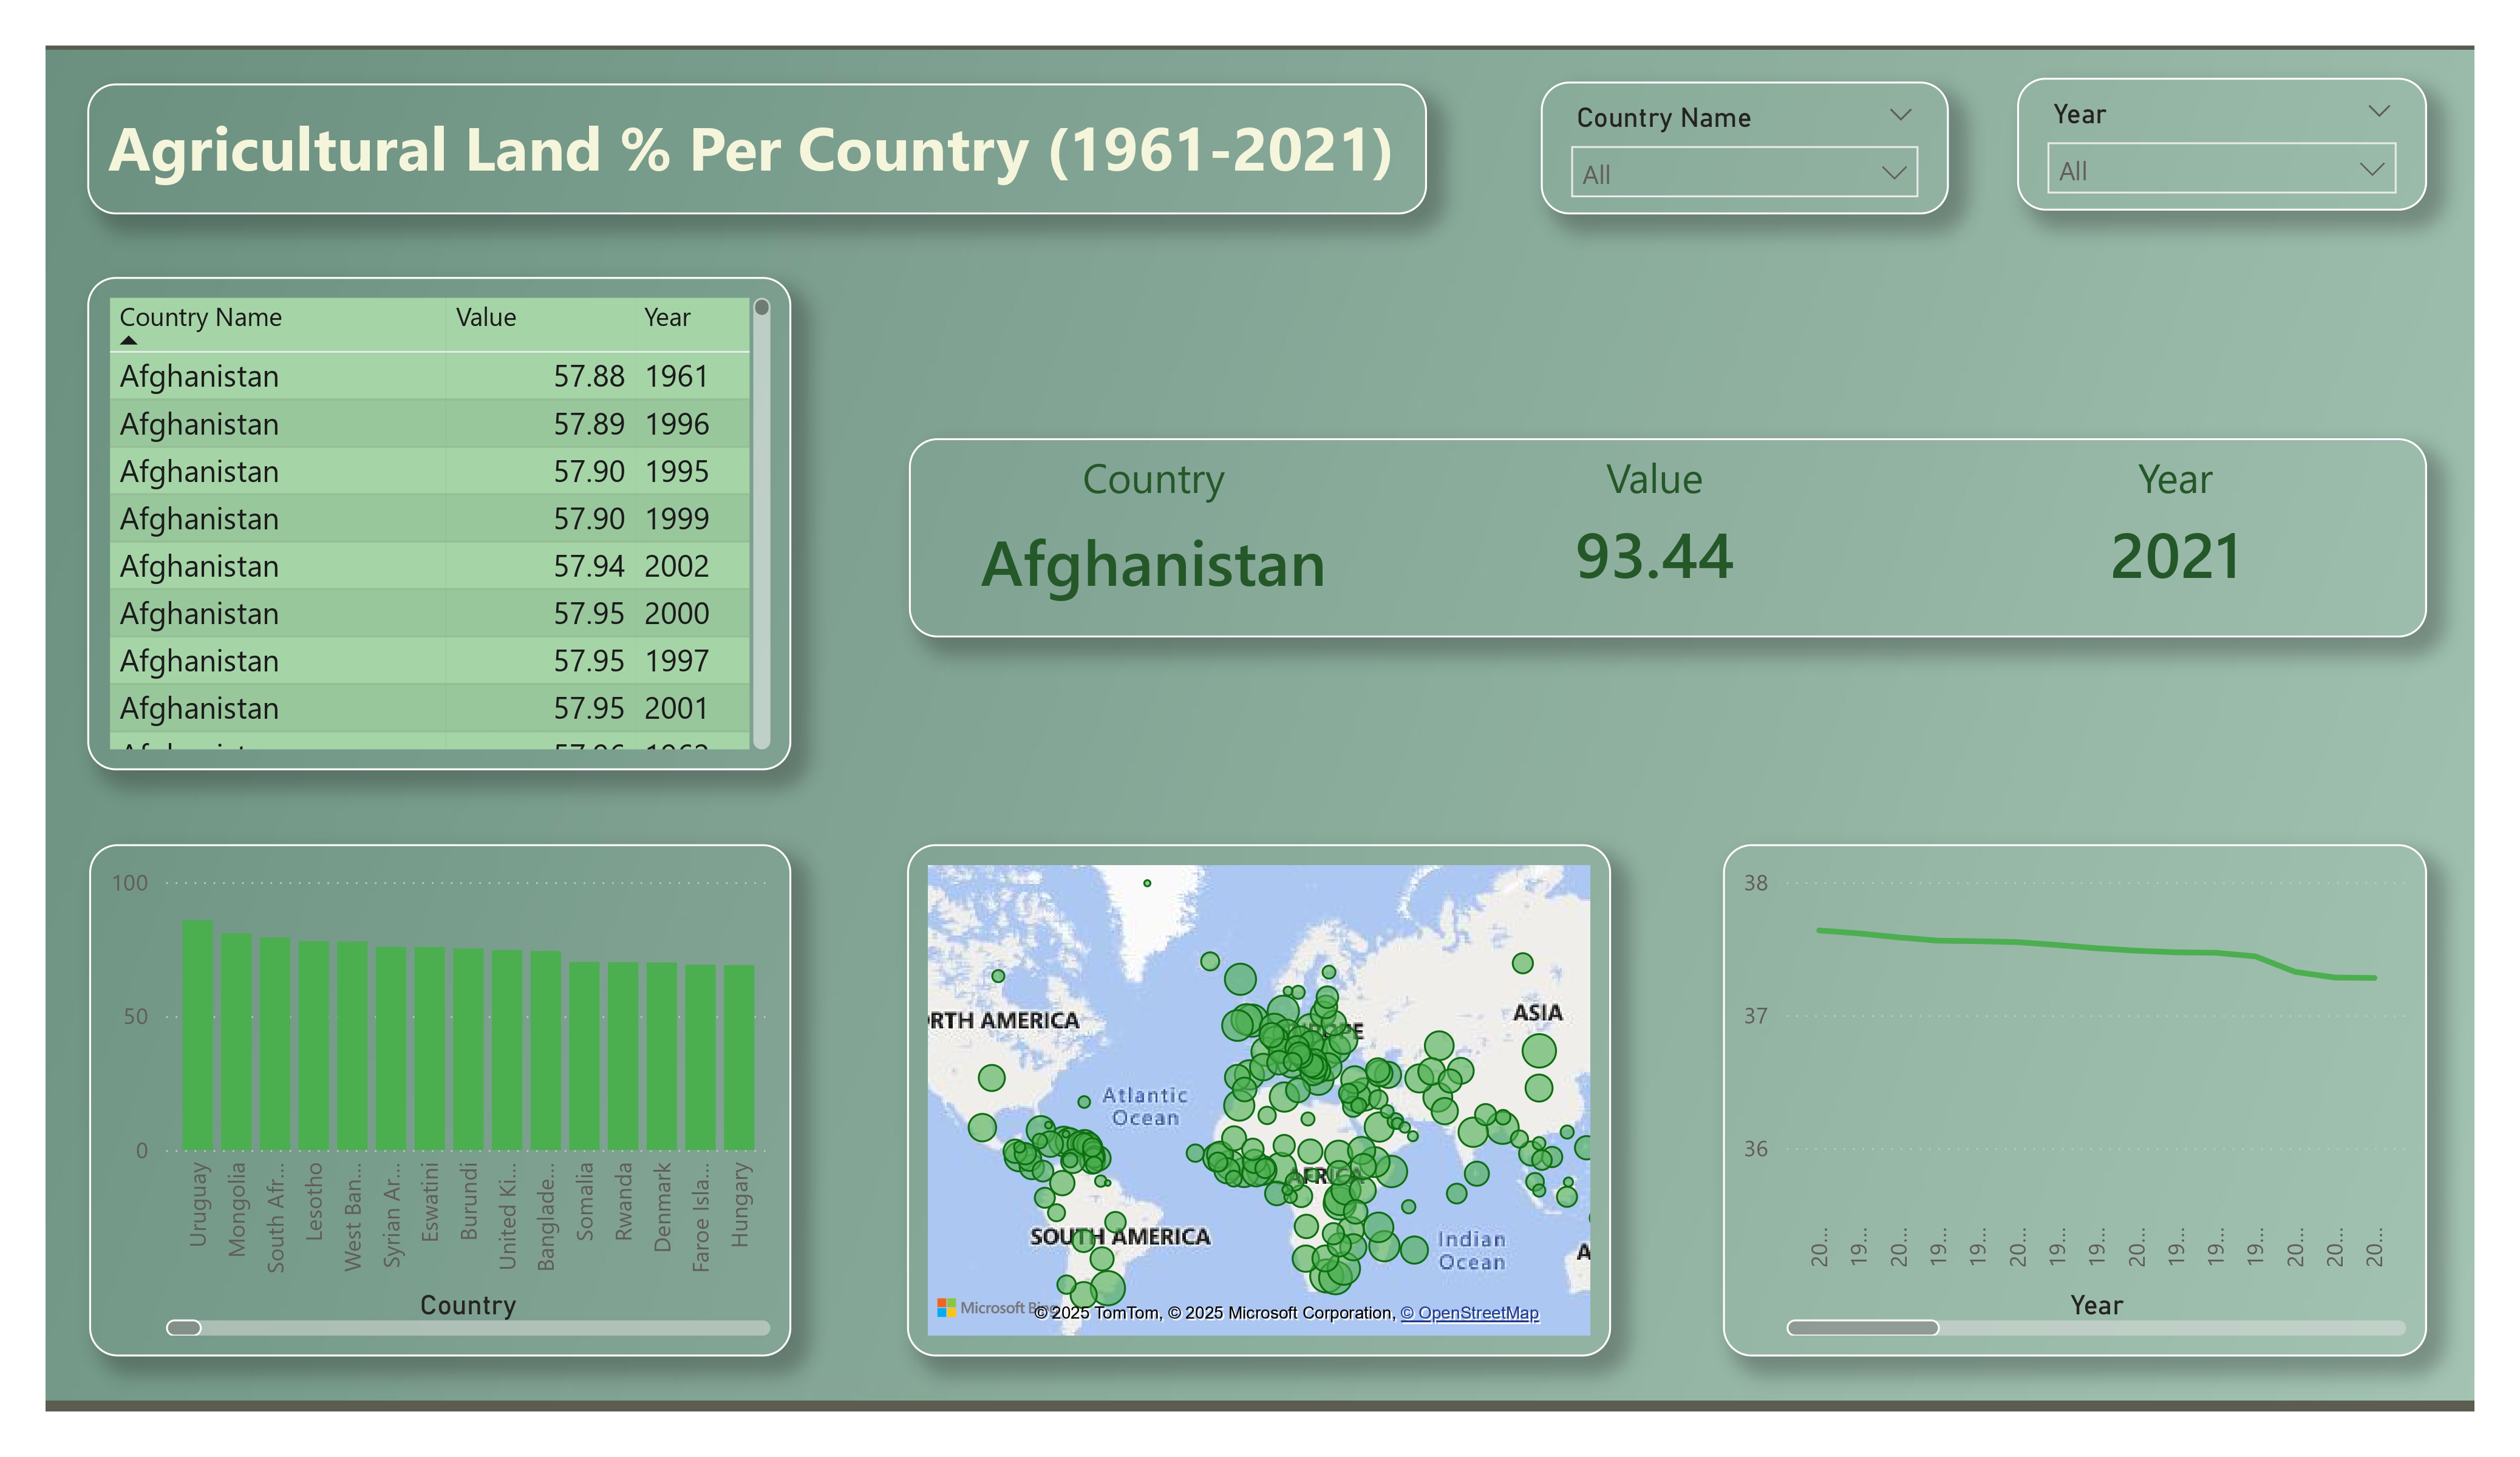 Agricultural Land % Per Country (1961-2021)
Country Name
All
Year
All
Country Name Value Year
Afghanistan 57.88 1961
Afghanistan 57.89 1996
Afghanistan 57.90 1995
Afghanistan 57.90 1999
Afghanistan 57.94 2002
Afghanistan 57.95 2000
Afghanistan 57.95 1997
Afghanistan 57.95 2001
Country Value Year
Afghanistan 93.44 2021
100
50
0
Uruguay
Mongolia
South Afr...
Lesotho
West Ban...
Syrian Ar...
Eswatini
Burundi
United Ki...
Banglade...
Somalia
Rwanda
Denmark
Faroe Isla...
Hungary
Country
RTH AMERICA
ASIA
Atlantic
Ocean
AFRICA
SOUTH AMERICA
Indian
Ocean
A
Microsoft
© 2025 TomTom, © 2025 Microsoft Corporation, © OpenStreetMap
38
37
36
20...
19...
20...
19...
19...
20...
19...
19...
20...
19...
19...
19...
20...
20...
20...
Year